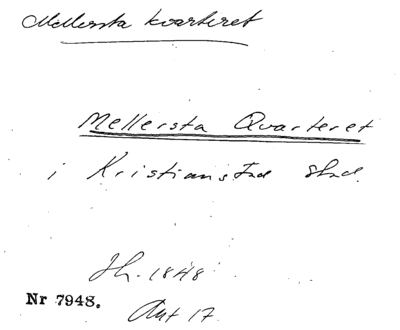 Mellersta kvarteret
Mellersta Qvarteret
i Kristianstad stad.
Jh. 1848
Nr 7948.
Akt 17